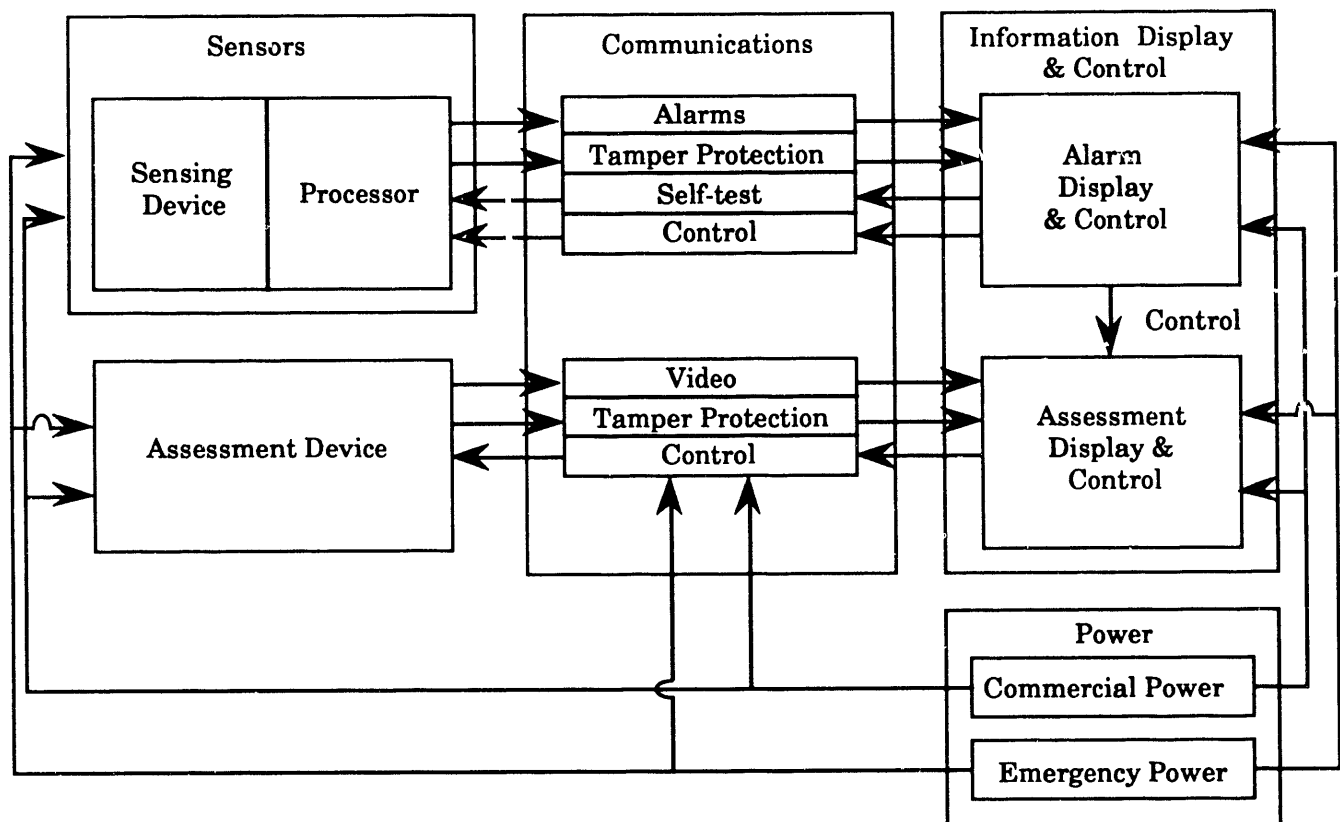 Sensors
Sensing
Device
Processor
Assessment Device
Communications
Alarms
Tamper Protection
Self-test
Control
Video
Tamper Protection
Control
Information Display
& Control
Alarm
Display
& Control
Control
Assessment
Display &
Control
Power
Commercial Power
Emergency Power